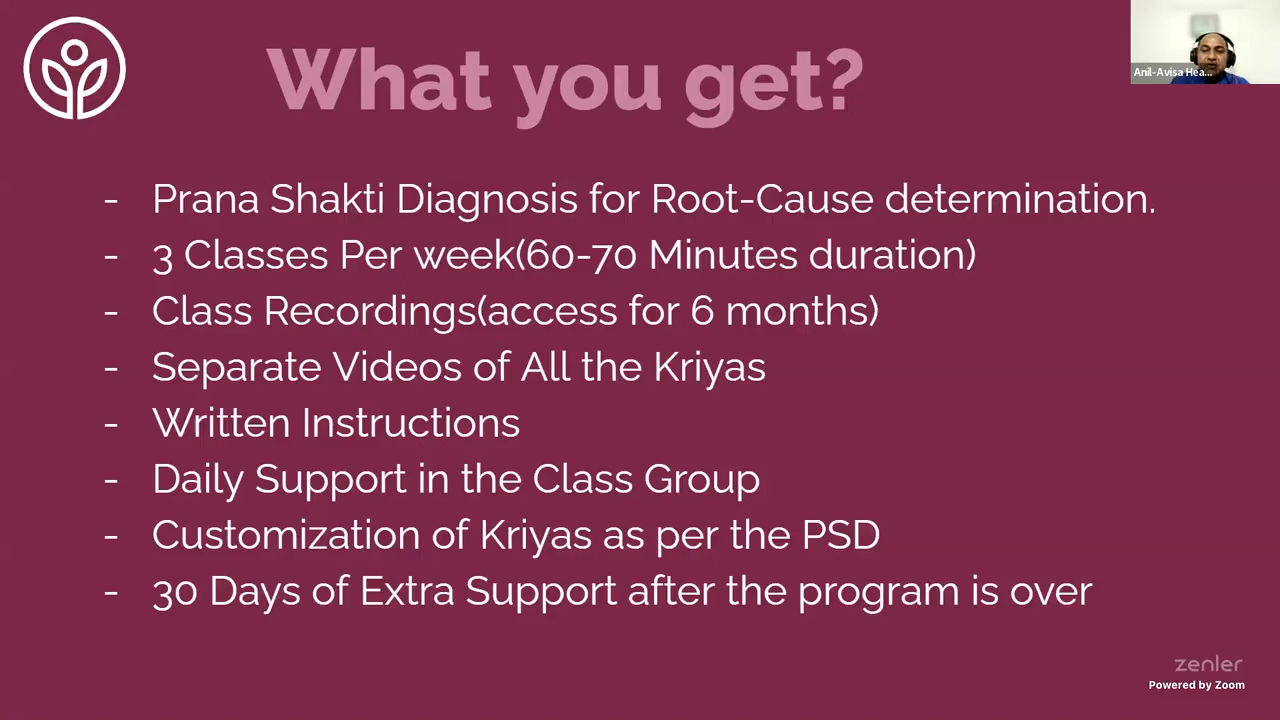 What you get?
Anil-Avisa Hea...
- Prana Shakti Diagnosis for Root-Cause determination.
- 3 Classes Per week(60-70 Minutes duration)
- Class Recordings(access for 6 months)
- Separate Videos of All the Kriyas
- Written Instructions
- Daily Support in the Class Group
- Customization of Kriyas as per the PSD
- 30 Days of Extra Support after the program is over
zenler
Powered by Zoom